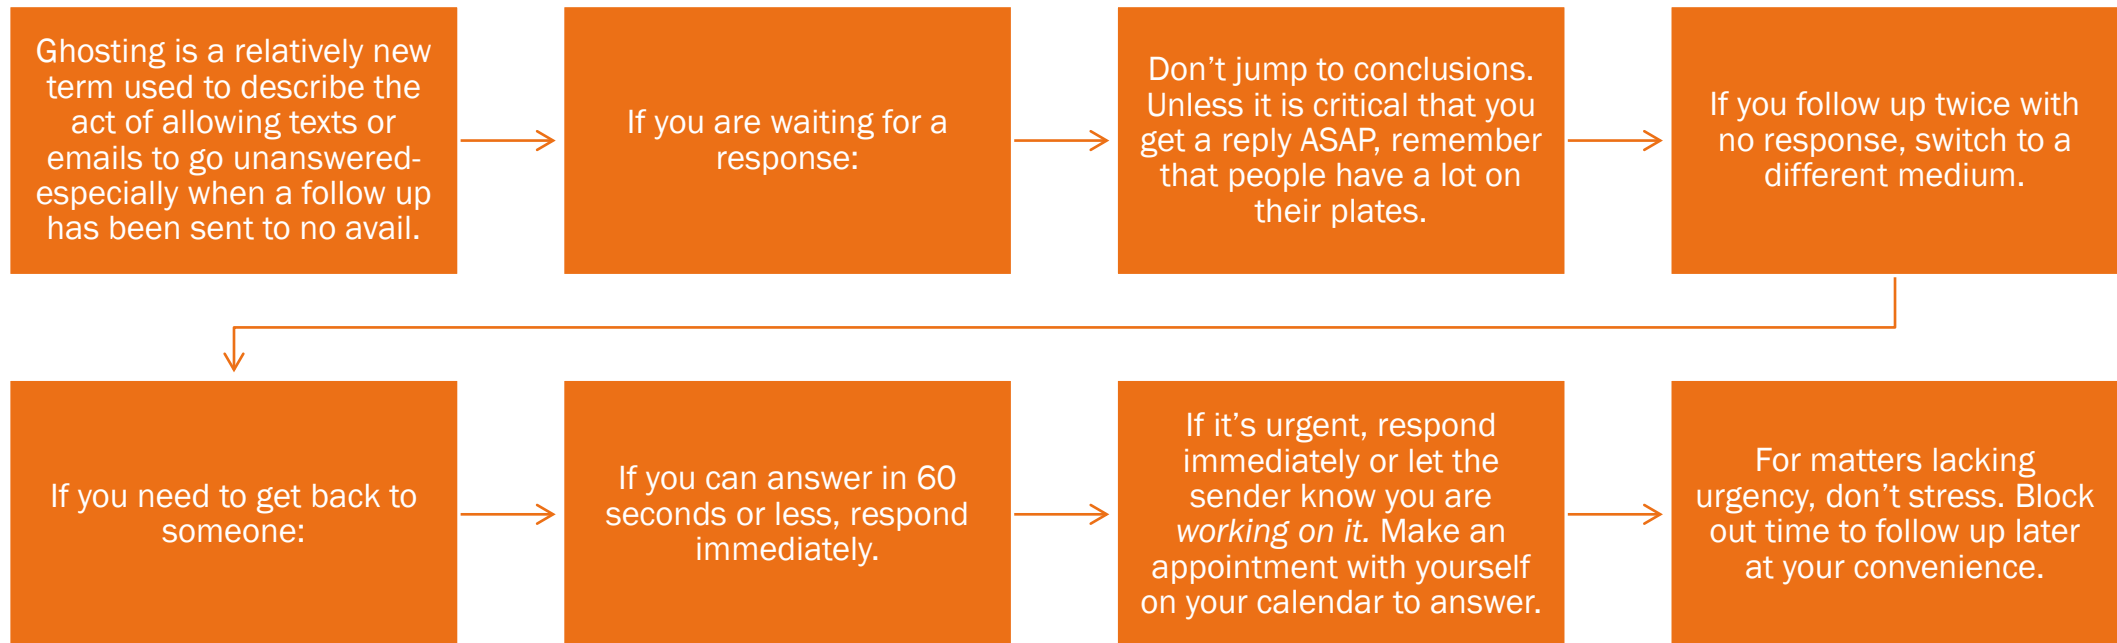 Ghosting is a relatively new
term used to describe the
act of allowing texts or
emails to go unanswered-
especially when a follow up
has been sent to no avail.
If you are waiting for a
response:
Don’t jump to conclusions.
Unless it is critical that you
get a reply ASAP, remember
that people have a lot on
their plates.
If you follow up twice with
no response, switch to a
different medium.
If you need to get back to
someone:
If you can answer in 60
seconds or less, respond
immediately.
If it’s urgent, respond
immediately or let the
sender know you are
working on it. Make an
appointment with yourself
on your calendar to answer.
For matters lacking
urgency, don’t stress. Block
out time to follow up later
at your convenience.